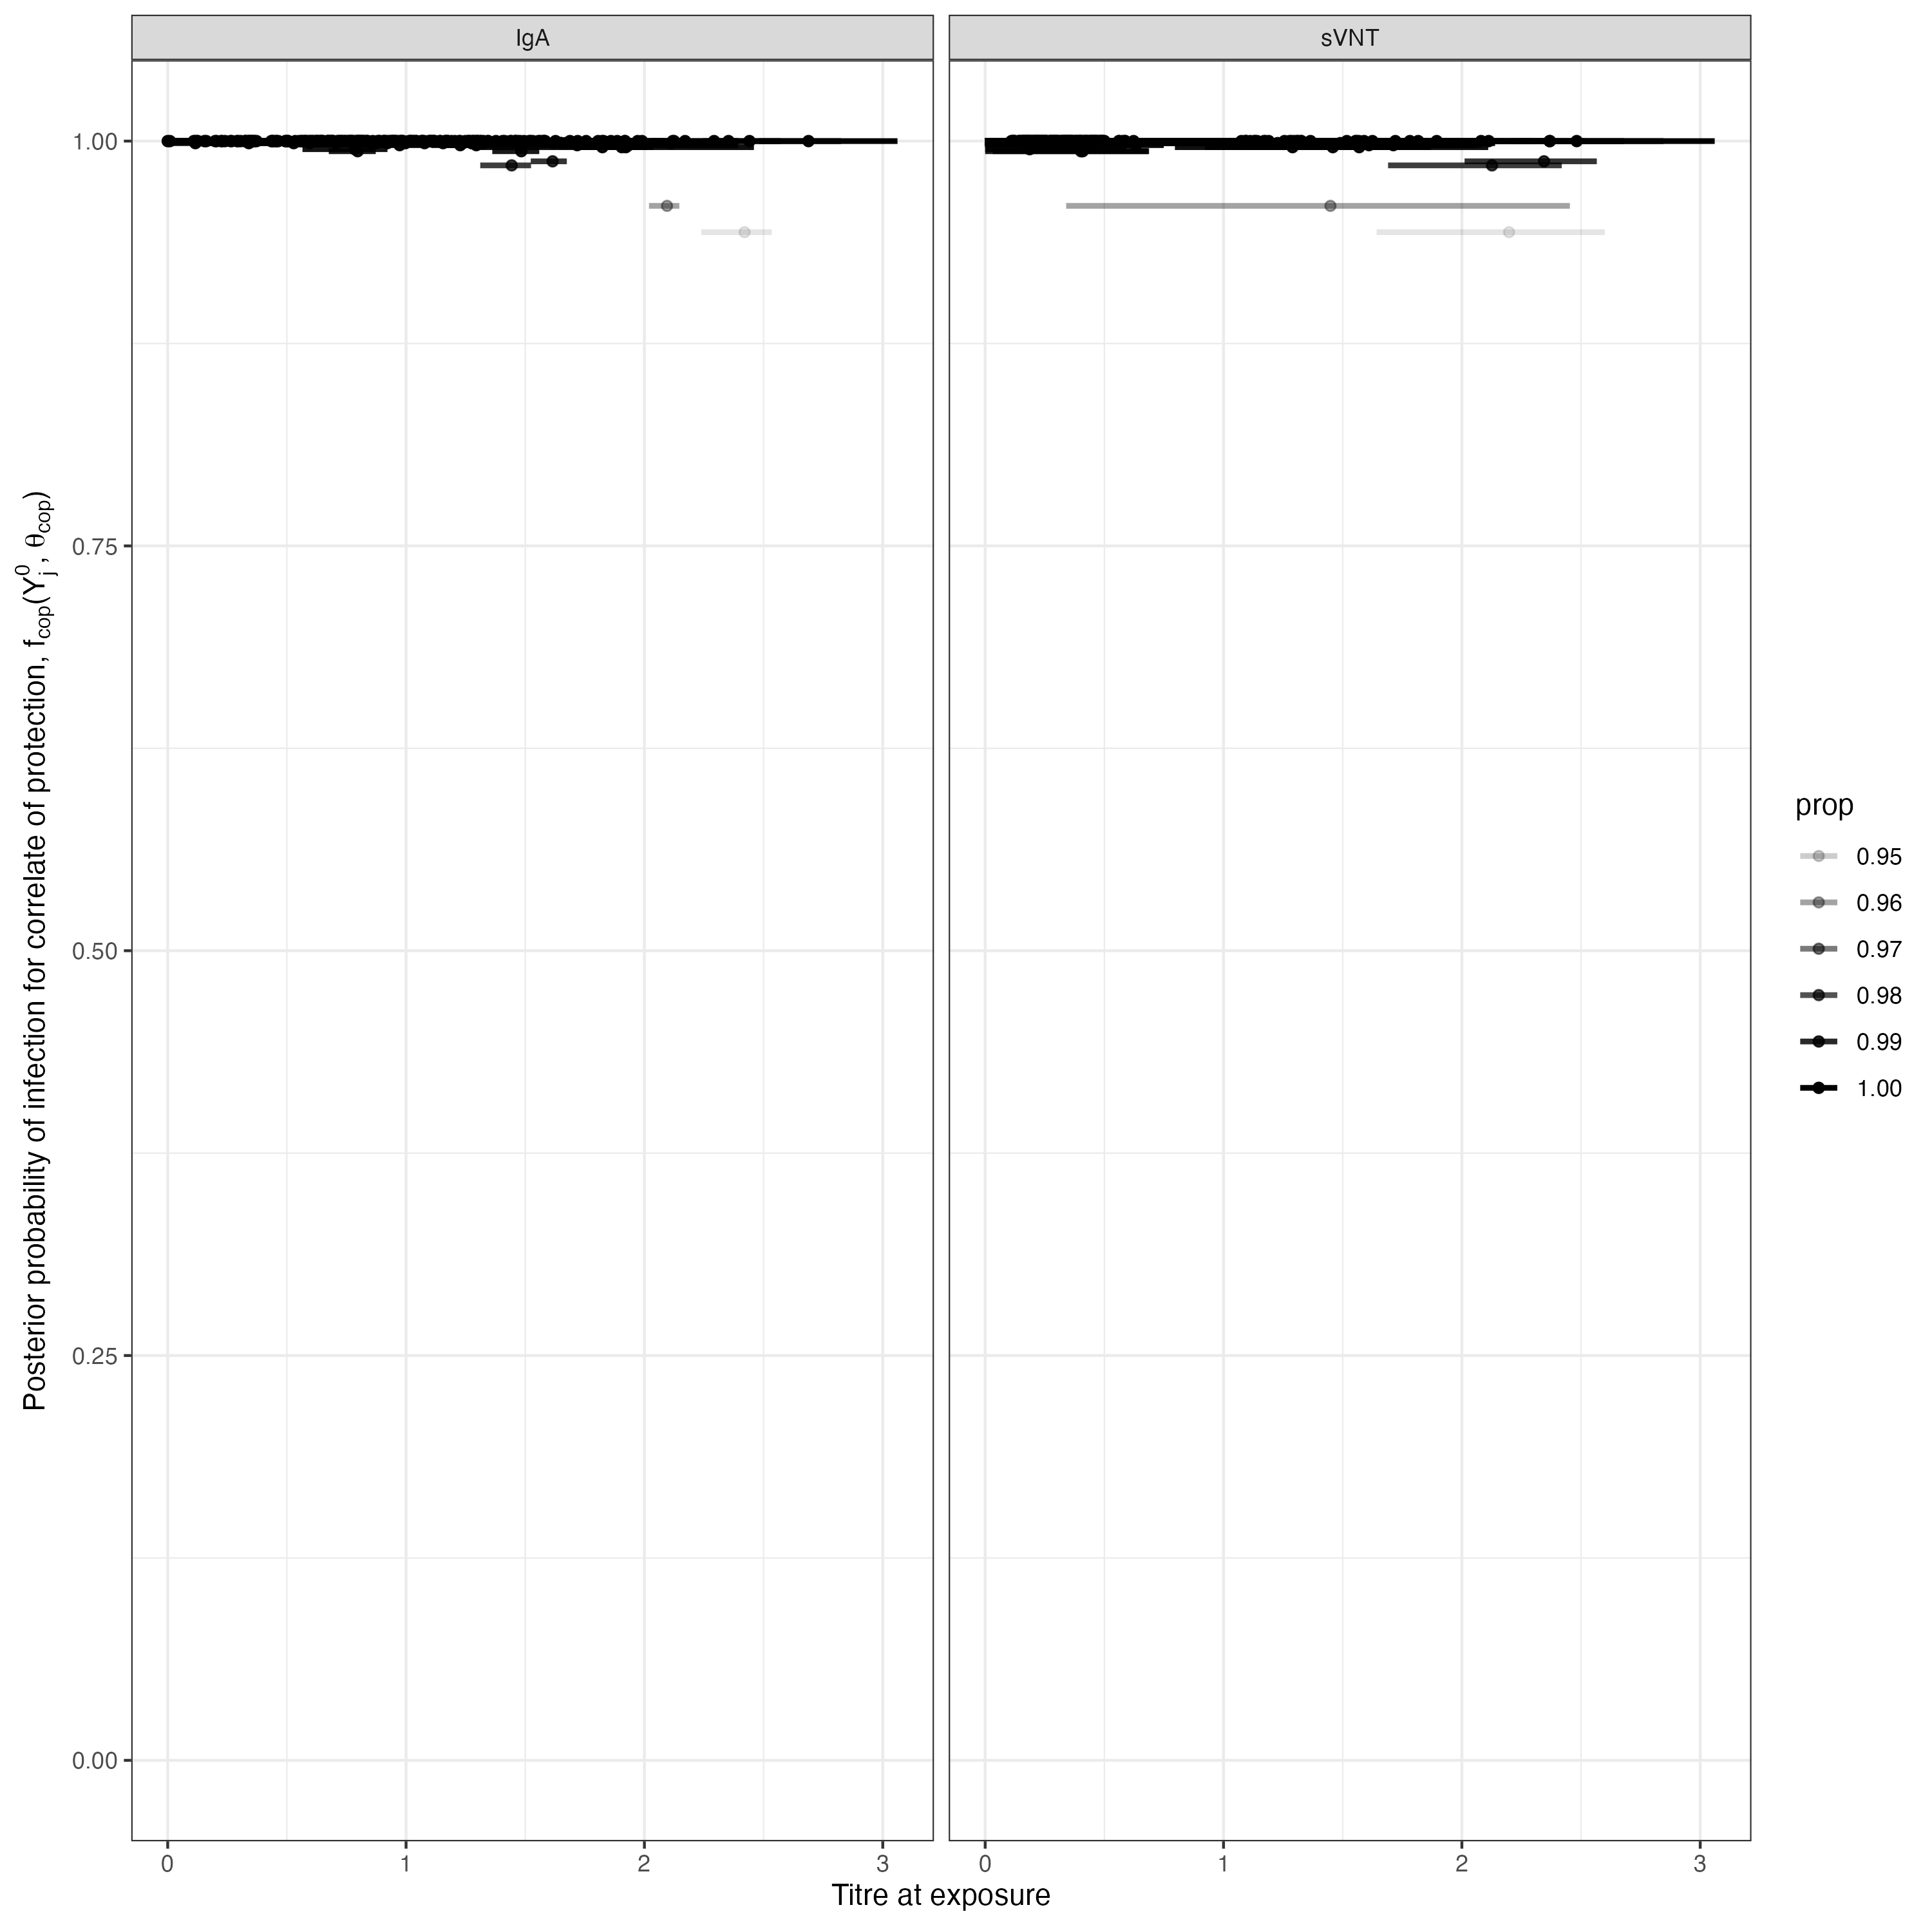 IgA
sVNT
1.00
0.75
0.50
0.25
0.00
Posterior probability of infection for correlate of protection, f_cop(Y_j^0, θ_cop)
0 1 2 3
0 1 2 3
Titre at exposure
prop
0.95
0.96
0.97
0.98
0.99
1.00